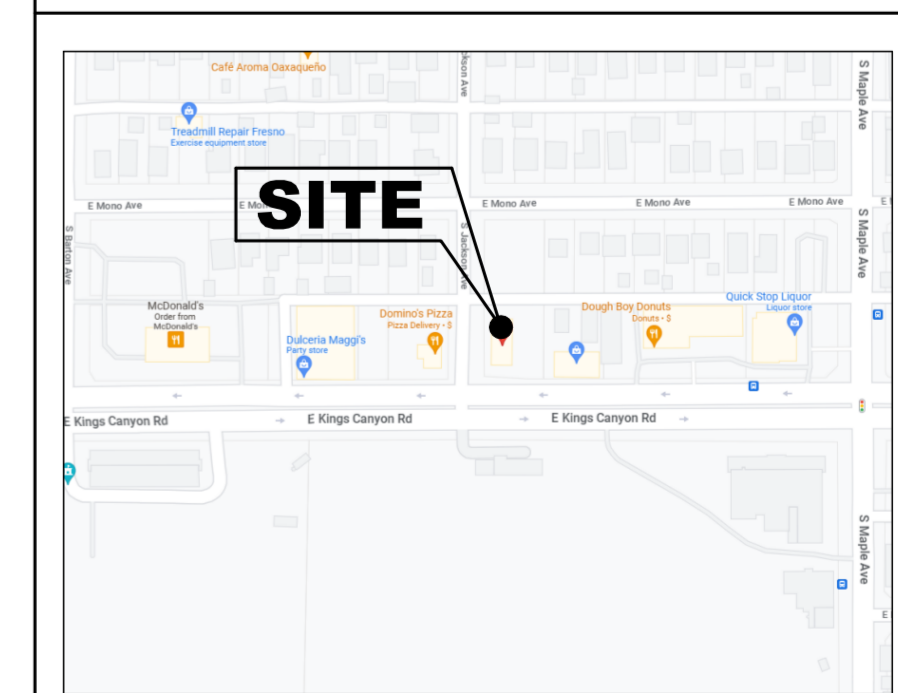 Café Aroma Oaxaqueño
kson Ave
S Maple Ave
Treadmill Repair Fresno
Exercise equipment store
SITE
E Mono Ave
E Mono Ave
E Mono Ave
E Mono Ave
S Barton Ave
S Jackson Ave
S Maple Ave
McDonald's
Order from
McDonald's
Dulceria Maggi's
Party store
Domino's Pizza
Pizza Delivery • $
Dough Boy Donuts
Donuts • $
Quick Stop Liquor
Liquor store
E Kings Canyon Rd
E Kings Canyon Rd
E Kings Canyon Rd
S Maple Ave
E